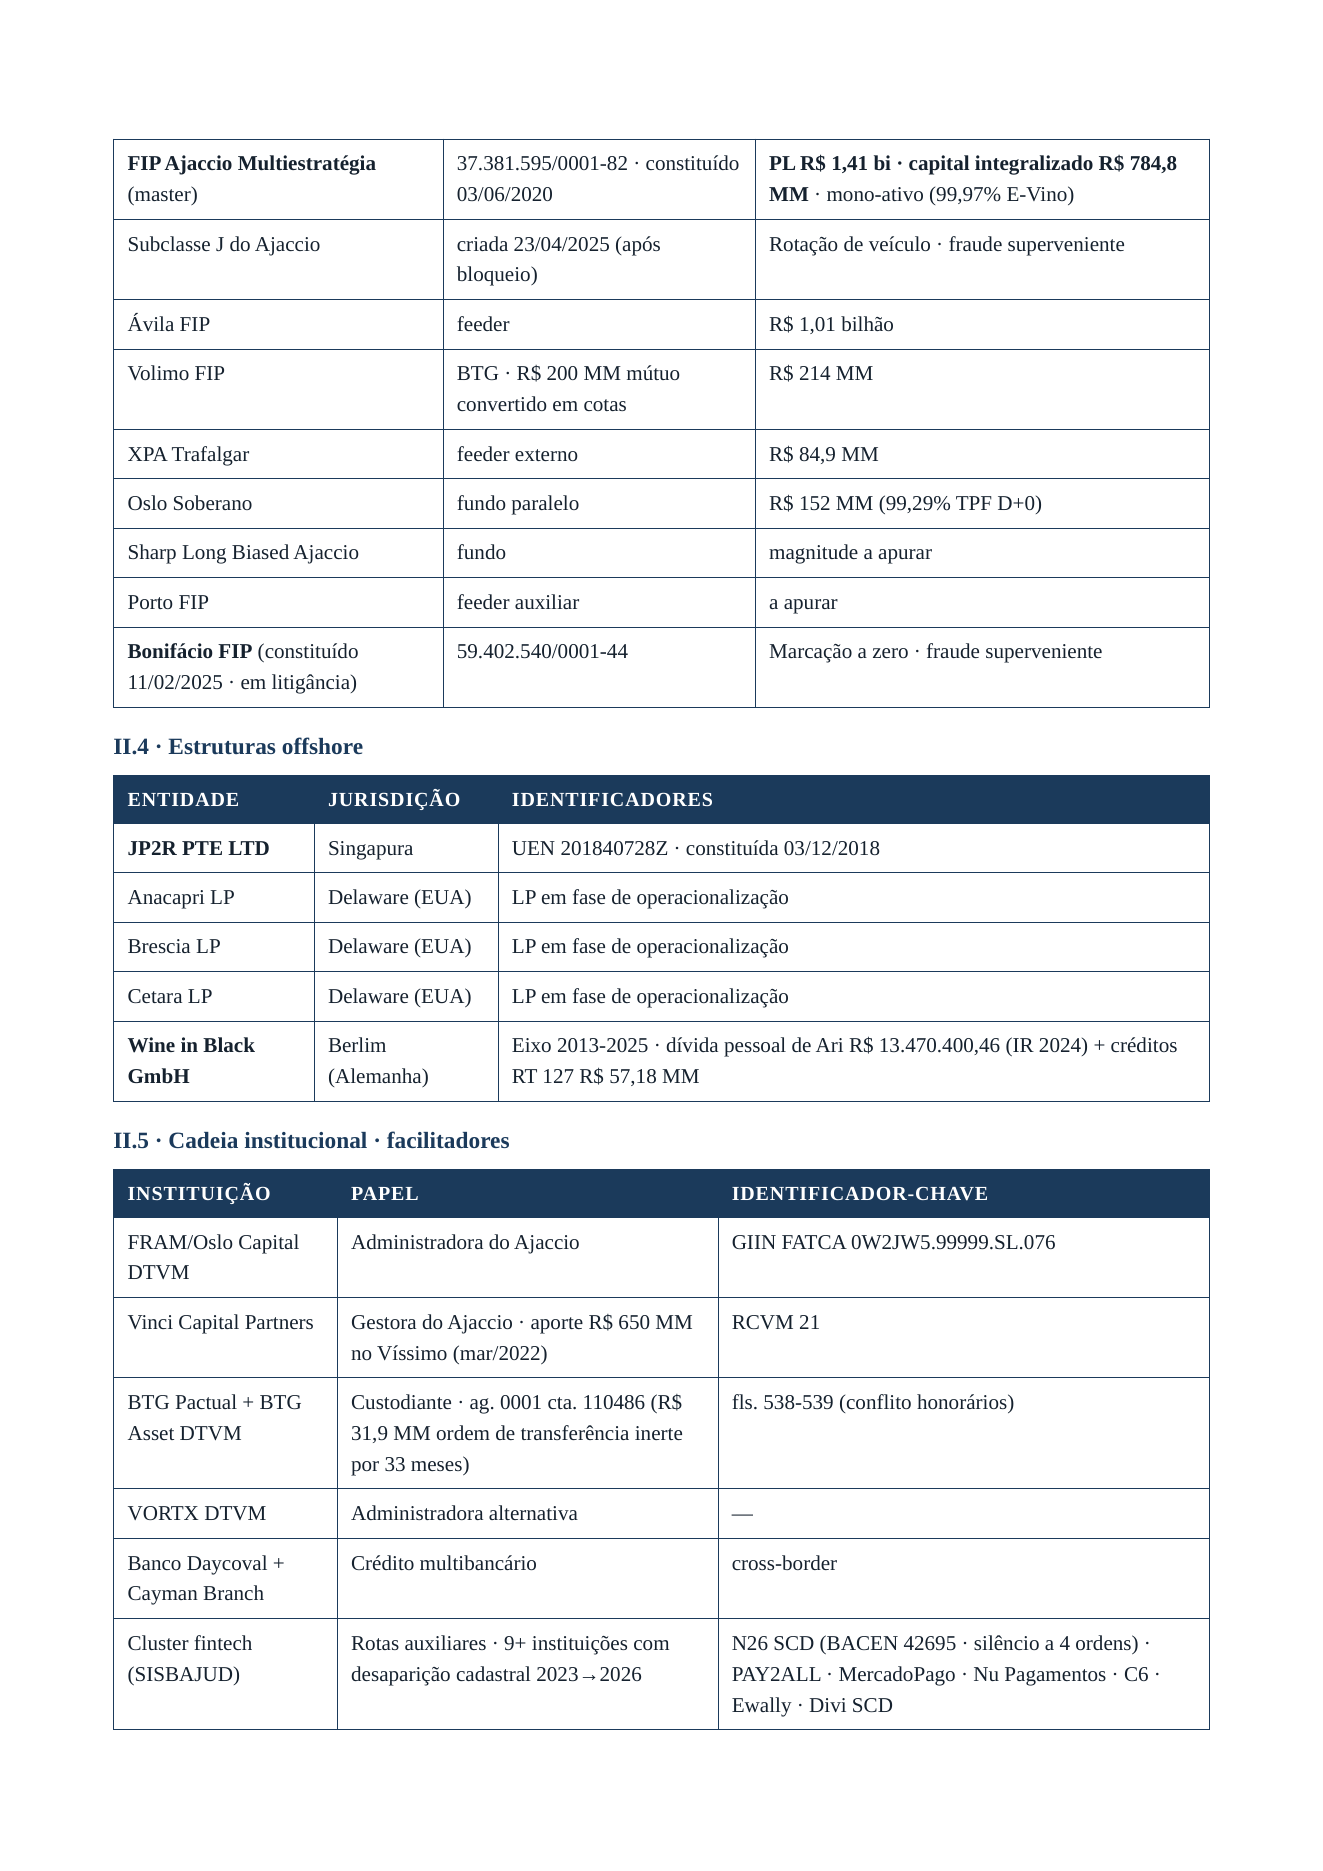 FIP Ajaccio Multiestratégia
(master)
37.381.595/0001-82 · constituído
03/06/2020
PL R$ 1,41 bi · capital integralizado R$ 784,8
MM · mono-ativo (99,97% E-Vino)
Subclasse J do Ajaccio
criada 23/04/2025 (após
bloqueio)
Rotação de veículo · fraude superveniente
Ávila FIP
feeder
R$ 1,01 bilhão
Volimo FIP
BTG · R$ 200 MM mútuo
convertido em cotas
R$ 214 MM
XPA Trafalgar
feeder externo
R$ 84,9 MM
Oslo Soberano
fundo paralelo
R$ 152 MM (99,29% TPF D+0)
Sharp Long Biased Ajaccio
fundo
magnitude a apurar
Porto FIP
feeder auxiliar
a apurar
Bonifácio FIP (constituído
11/02/2025 · em litigância)
59.402.540/0001-44
Marcação a zero · fraude superveniente
II.4 · Estruturas offshore
ENTIDADE
JURISDIÇÃO
IDENTIFICADORES
JP2R PTE LTD
Singapura
UEN 201840728Z · constituída 03/12/2018
Anacapri LP
Delaware (EUA)
LP em fase de operacionalização
Brescia LP
Delaware (EUA)
LP em fase de operacionalização
Cetara LP
Delaware (EUA)
LP em fase de operacionalização
Wine in Black
GmbH
Berlim
(Alemanha)
Eixo 2013-2025 · dívida pessoal de Ari R$ 13.470.400,46 (IR 2024) + créditos
RT 127 R$ 57,18 MM
II.5 · Cadeia institucional · facilitadores
INSTITUIÇÃO
PAPEL
IDENTIFICADOR-CHAVE
FRAM/Oslo Capital
DTVM
Administradora do Ajaccio
GIIN FATCA 0W2JW5.99999.SL.076
Vinci Capital Partners
Gestora do Ajaccio · aporte R$ 650 MM
no Víssimo (mar/2022)
RCVM 21
BTG Pactual + BTG
Asset DTVM
Custodiante · ag. 0001 cta. 110486 (R$
31,9 MM ordem de transferência inerte
por 33 meses)
fls. 538-539 (conflito honorários)
VORTX DTVM
Administradora alternativa
—
Banco Daycoval +
Cayman Branch
Crédito multibancário
cross-border
Cluster fintech
(SISBAJUD)
Rotas auxiliares · 9+ instituições com
desaparição cadastral 2023→2026
N26 SCD (BACEN 42695 · silêncio a 4 ordens) ·
PAY2ALL · MercadoPago · Nu Pagamentos · C6 ·
Ewally · Divi SCD